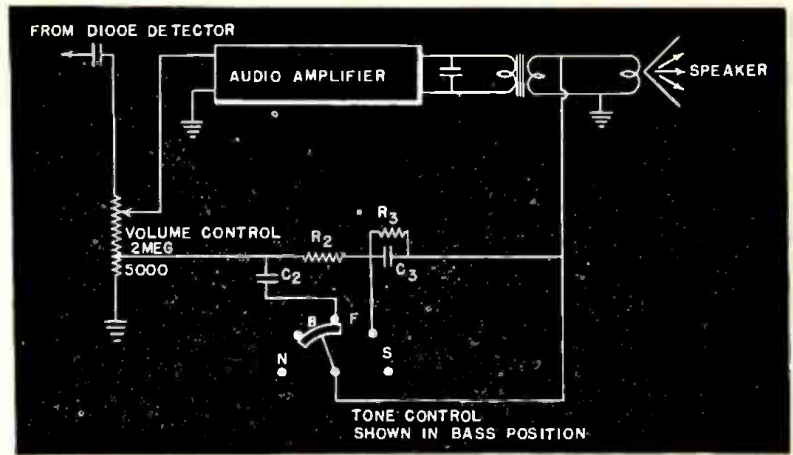 FROM DIODE DETECTOR
AUDIO AMPLIFIER
SPEAKER
VOLUME CONTROL
2MEG
5000
R2
R3
C2
C3
B
F
N
S
TONE CONTROL
SHOWN IN BASS POSITION